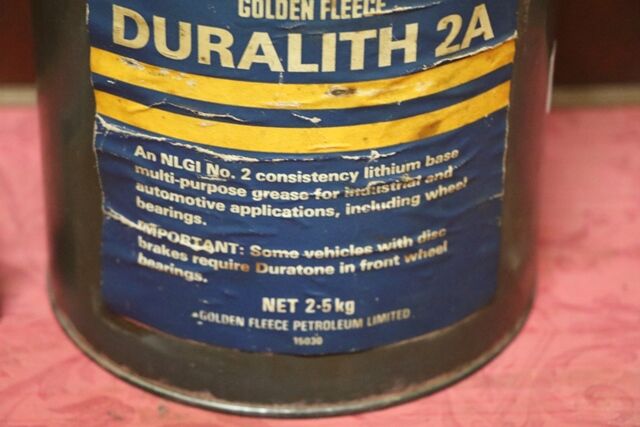 GOLDEN FLEECE
DURALITH 2A
An NLGI No. 2 consistency lithium base
multi-purpose grease for industrial and
automotive applications, including wheel
bearings.
IMPORTANT: Some vehicles with disc
brakes require Duratone in front wheel
bearings.
NET 2·5 kg
GOLDEN FLEECE PETROLEUM LIMITED
15030